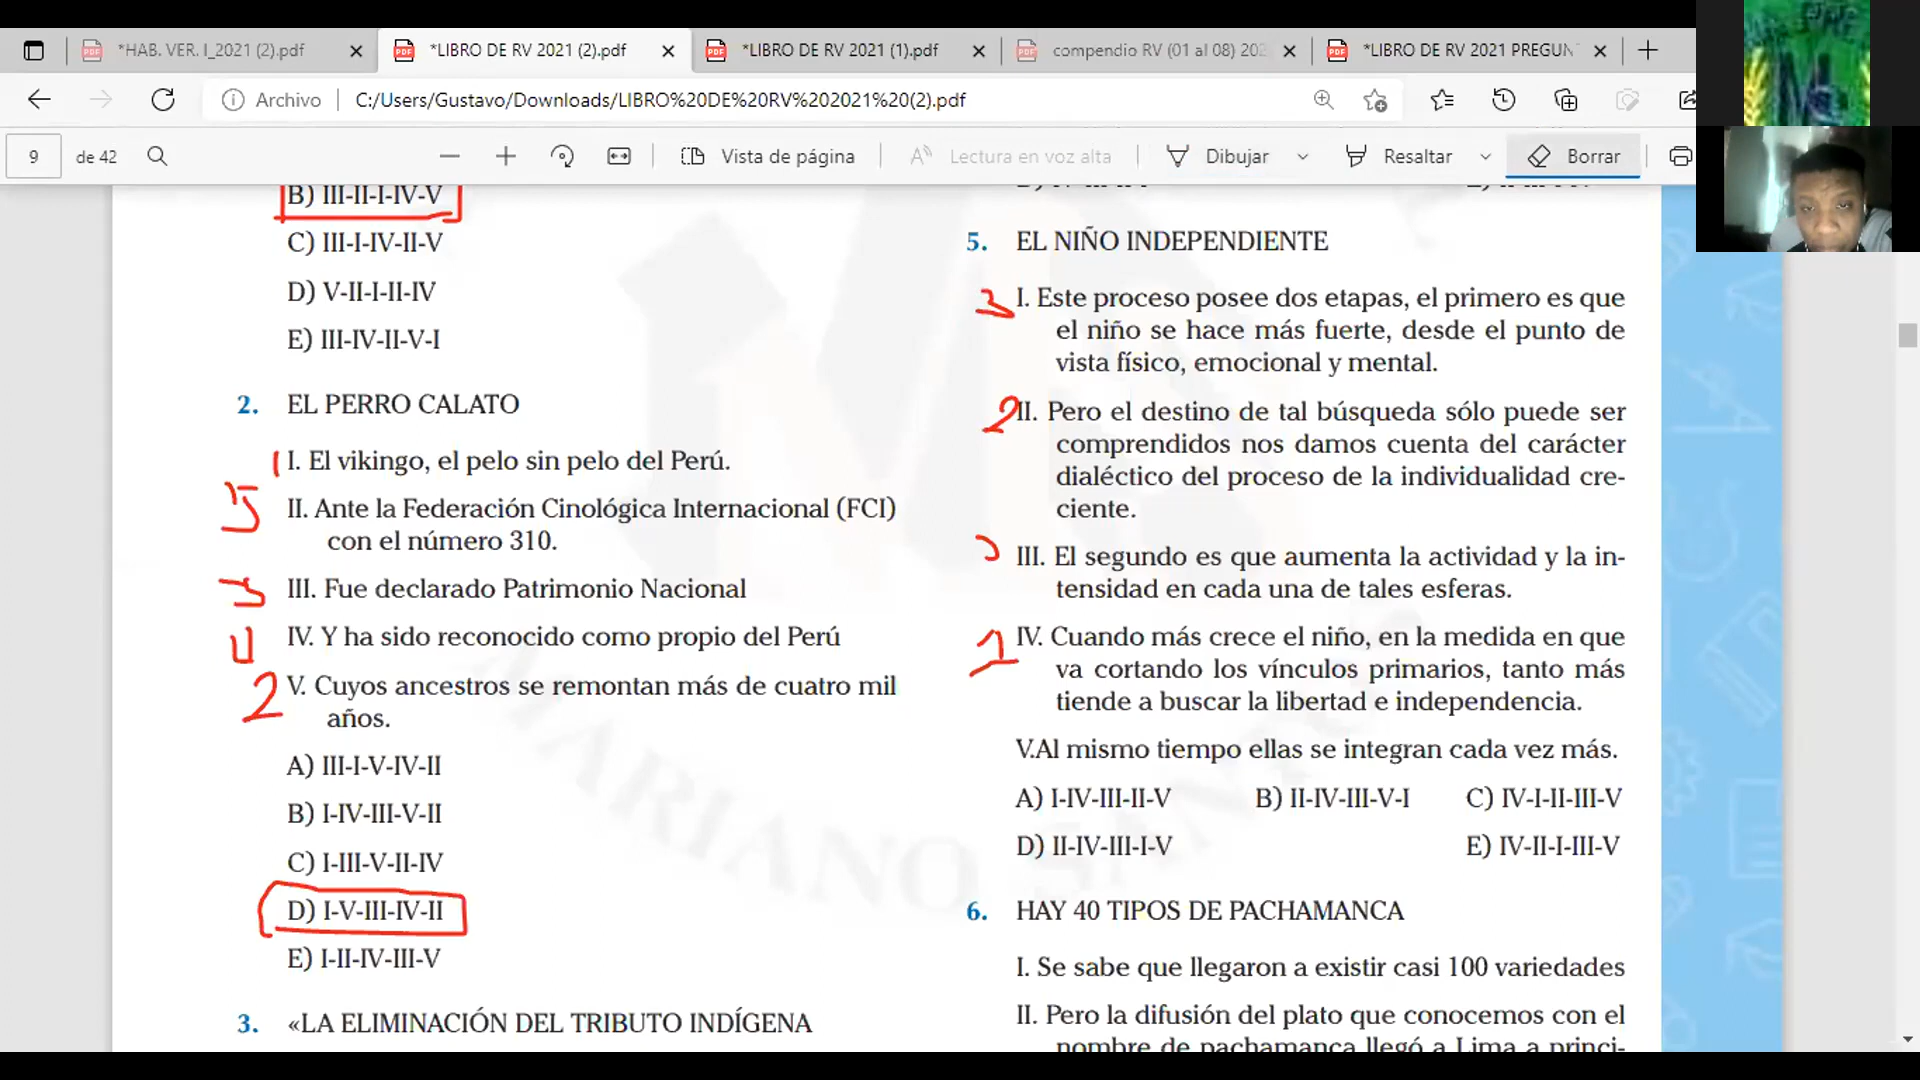 *HAB. VER. I_2021 (2).pdf
*LIBRO DE RV 2021 (2).pdf
*LIBRO DE RV 2021 (1).pdf
compendio RV (01 al 08) 202
*LIBRO DE RV 2021 PREGUN
Archivo
C:/Users/Gustavo/Downloads/LIBRO%20DE%20RV%202021%20(2).pdf
9 de 42
Vista de página
Lectura en voz alta
Dibujar
Resaltar
Borrar
B) III-II-I-IV-V
C) III-I-IV-II-V
D) V-II-I-II-IV
E) III-IV-II-V-I
2. EL PERRO CALATO
1 I. El vikingo, el pelo sin pelo del Perú.
5 II. Ante la Federación Cinológica Internacional (FCI)
con el número 310.
III. Fue declarado Patrimonio Nacional
IV. Y ha sido reconocido como propio del Perú
2 V. Cuyos ancestros se remontan más de cuatro mil
años.
A) III-I-V-IV-II
B) I-IV-III-V-II
C) I-III-V-II-IV
D) I-V-III-IV-II
E) I-II-IV-III-V
3. «LA ELIMINACIÓN DEL TRIBUTO INDÍGENA
5. EL NIÑO INDEPENDIENTE
3 I. Este proceso posee dos etapas, el primero es que
el niño se hace más fuerte, desde el punto de
vista físico, emocional y mental.
2 II. Pero el destino de tal búsqueda sólo puede ser
comprendidos nos damos cuenta del carácter
dialéctico del proceso de la individualidad cre-
ciente.
III. El segundo es que aumenta la actividad y la in-
tensidad en cada una de tales esferas.
1 IV. Cuando más crece el niño, en la medida en que
va cortando los vínculos primarios, tanto más
tiende a buscar la libertad e independencia.
V.Al mismo tiempo ellas se integran cada vez más.
A) I-IV-III-II-V B) II-IV-III-V-I C) IV-I-II-III-V
D) II-IV-III-I-V E) IV-II-I-III-V
6. HAY 40 TIPOS DE PACHAMANCA
I. Se sabe que llegaron a existir casi 100 variedades
II. Pero la difusión del plato que conocemos con el
nombre de pachamanca llegó a Lima a princi-